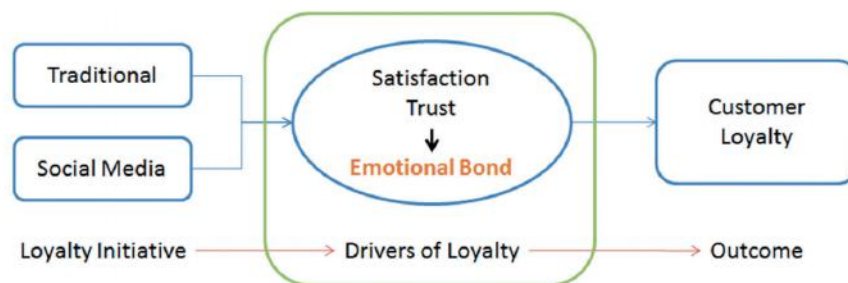 Traditional
Social Media
Satisfaction
Trust
Emotional Bond
Customer
Loyalty
Loyalty Initiative
Drivers of Loyalty
Outcome